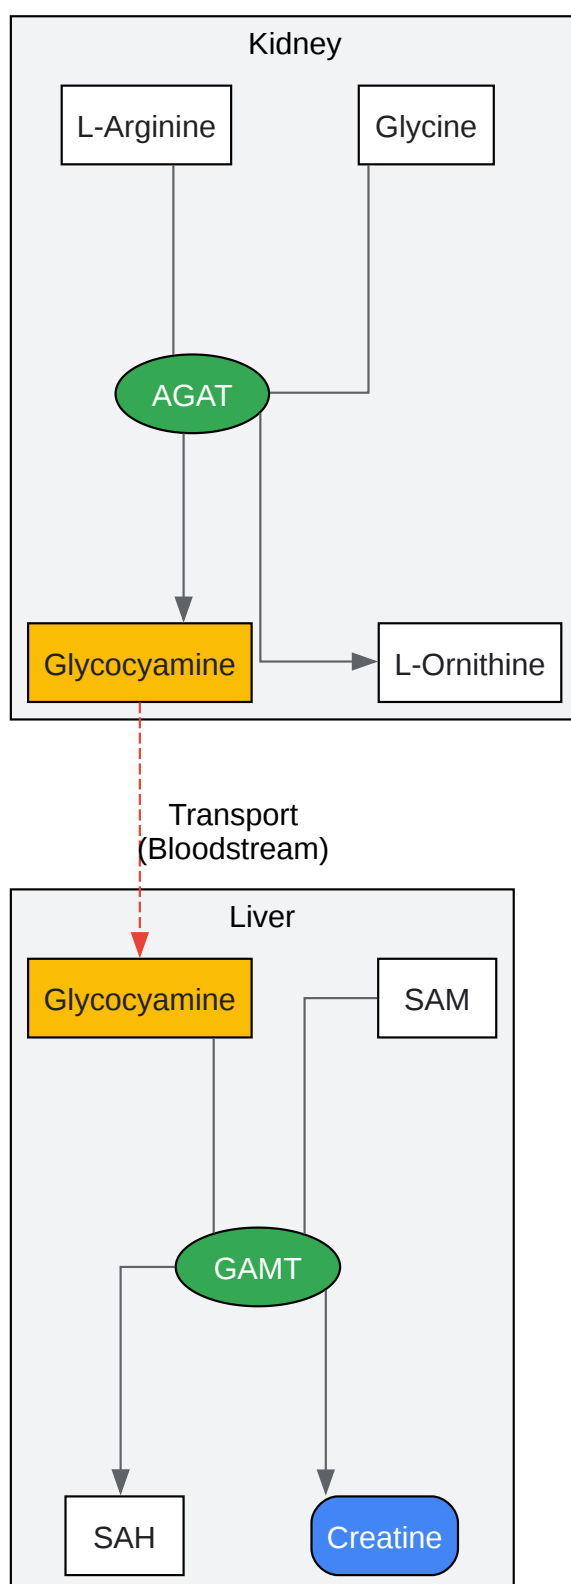 Kidney
L-Arginine
Glycine
AGAT
Glycocyamine
L-Ornithine
Transport
(Bloodstream)
Liver
Glycocyamine
SAM
GAMT
SAH
Creatine